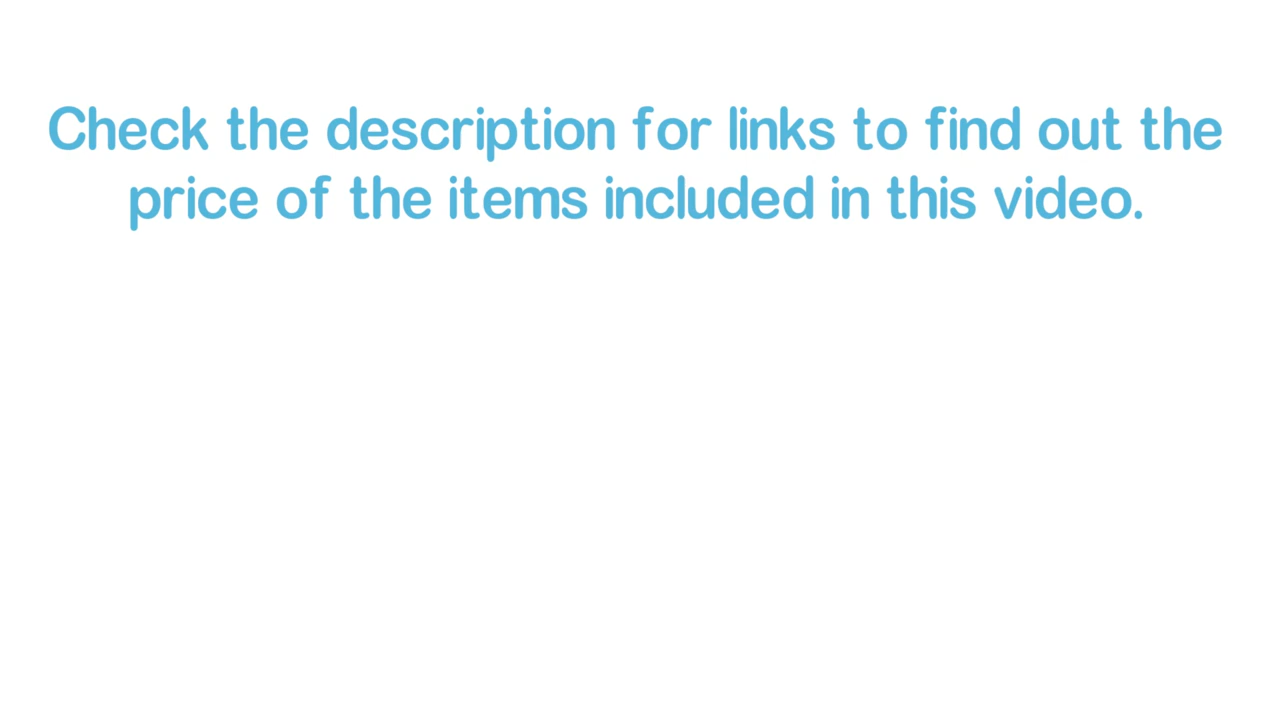 Check the description for links to find out the
price of the items included in this video.